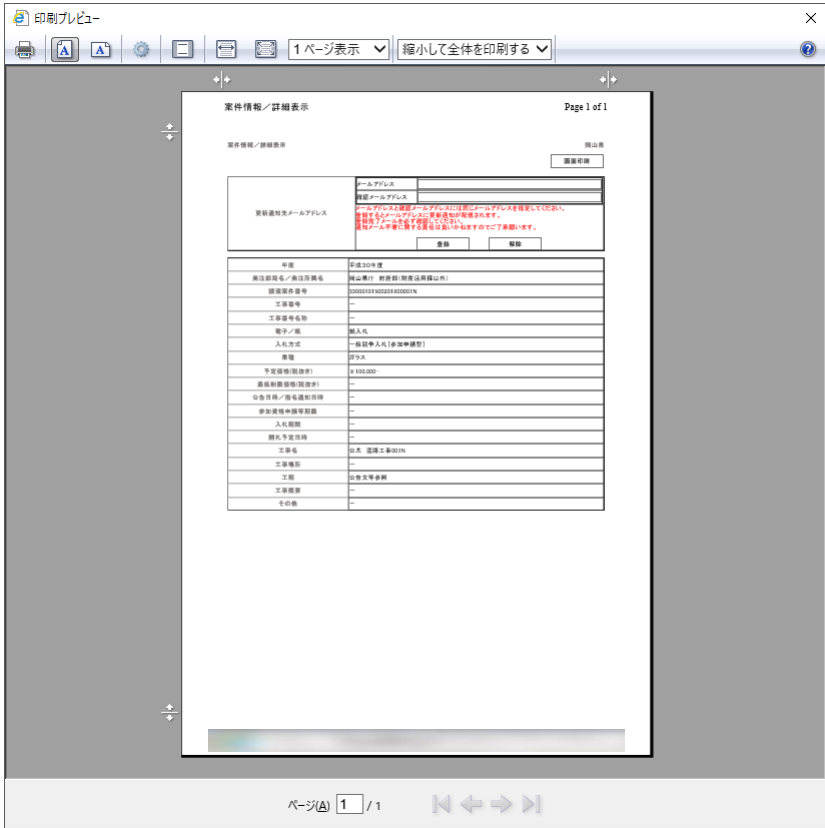 印刷プレビュー
1 ページ表示 縮小して全体を印刷する
案件情報／詳細表示 Page 1 of 1
案件情報／詳細表示 岡山県
画面印刷
更新通知先メールアドレス
メールアドレス
確認メールアドレス
メールアドレスと確認メールアドレスには同じメールアドレスを指定してください。
登録するとメールアドレスに更新通知が配信されます。
登録完了メールを必ず確認してください。
通知メール不着に関する責任は負いかねますのでご了承願います。
登録 解除
年度 平成30年度
発注部局名／発注所属名 岡山県庁 総務部(財産活用課以外)
調達案件番号
工事番号 －
工事番号名称 －
電子／紙 紙入札
入札方式 一般競争入札[参加申請型]
業種 ガラス
予定価格(税抜き) ￥100,000-
最低制限価格(税抜き) －
公告日時／指名通知日時 －
参加資格申請等期間 －
入札期間 －
開札予定日時 －
工事名 公共 道路工事001N
工事場所 －
工期 公告文等参照
工事概要 －
その他 －
ページ(A) 1 / 1